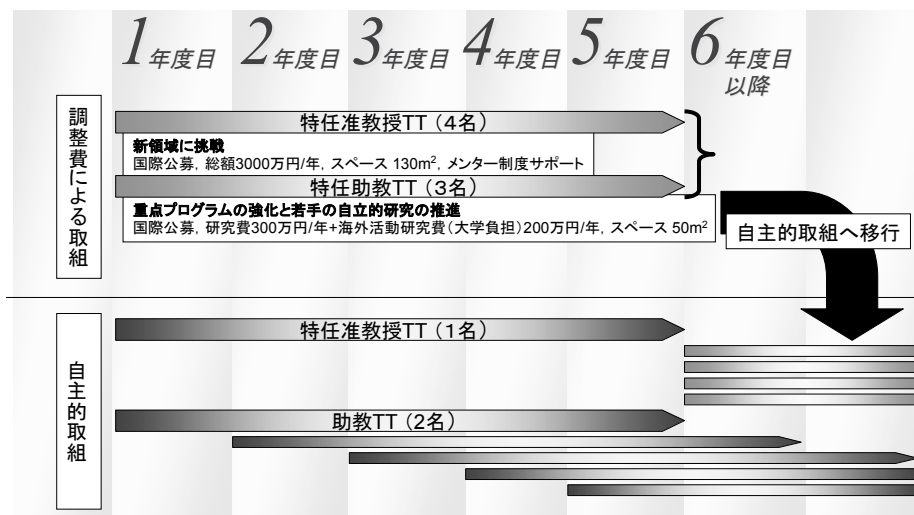 1年度目 2年度目 3年度目 4年度目 5年度目 6年度目
以降
調整費による取組
特任准教授TT（4名）
新領域に挑戦
国際公募，総額3000万円/年，スペース 130m²，メンター制度サポート
特任助教TT（3名）
重点プログラムの強化と若手の自立的研究の推進
国際公募，研究費300万円/年+海外活動研究費（大学負担）200万円/年，スペース 50m²
自主的取組へ移行
自主的取組
特任准教授TT（1名）
助教TT（2名）